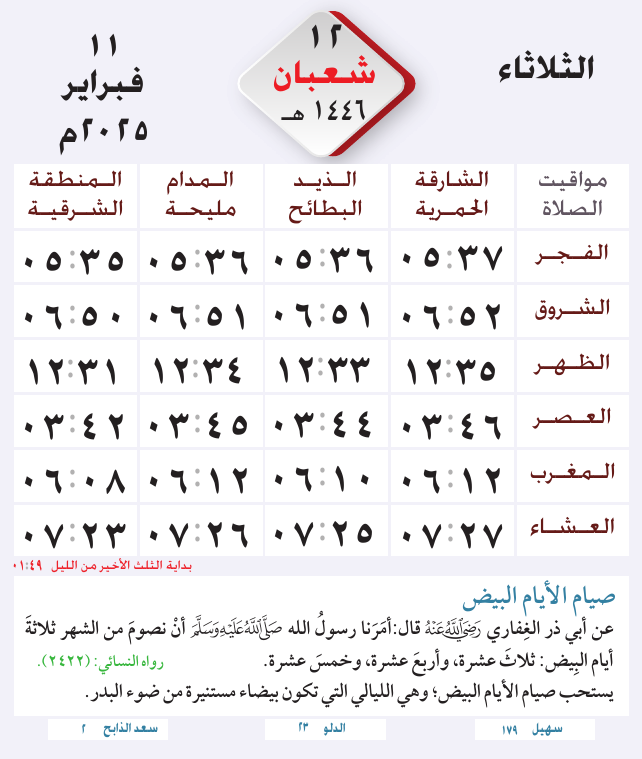 الثلاثاء
١٢
شعبان
١٤٤٦ هـ
١١
فبراير
٢٠٢٥م
مواقيت الصلاة | الشارقة الحمرية | الذيد البطائح | المدام مليحة | المنطقة الشرقية
الفجر | ٠٥:٣٧ | ٠٥:٣٦ | ٠٥:٣٦ | ٠٥:٣٥
الشروق | ٠٦:٥٢ | ٠٦:٥١ | ٠٦:٥١ | ٠٦:٥٠
الظهر | ١٢:٣٥ | ١٢:٣٣ | ١٢:٣٤ | ١٢:٣١
العصر | ٠٣:٤٦ | ٠٣:٤٤ | ٠٣:٤٥ | ٠٣:٤٢
المغرب | ٠٦:١٢ | ٠٦:١٠ | ٠٦:١٢ | ٠٦:٠٨
العشاء | ٠٧:٢٧ | ٠٧:٢٥ | ٠٧:٢٦ | ٠٧:٢٣
بداية الثلث الأخير من الليل ٠١:٤٩
صيام الأيام البيض
عن أبي ذر الغِفاري رَضِيَ اللَّهُ عَنْهُ قال: أمَرَنا رسولُ الله صَلَّى اللَّهُ عَلَيْهِ وَسَلَّمَ أنْ نصومَ من الشهر ثلاثةَ
أيام البِيض: ثلاثَ عشرة، وأربعَ عشرة، وخمسَ عشرة. رواه النسائي: (٢٤٢٢).
يستحب صيام الأيام البيض؛ وهي الليالي التي تكون بيضاء مستنيرة من ضوء البدر.
سهيل ١٧٩
الدلو ٢٣
سعد الذابح ٢